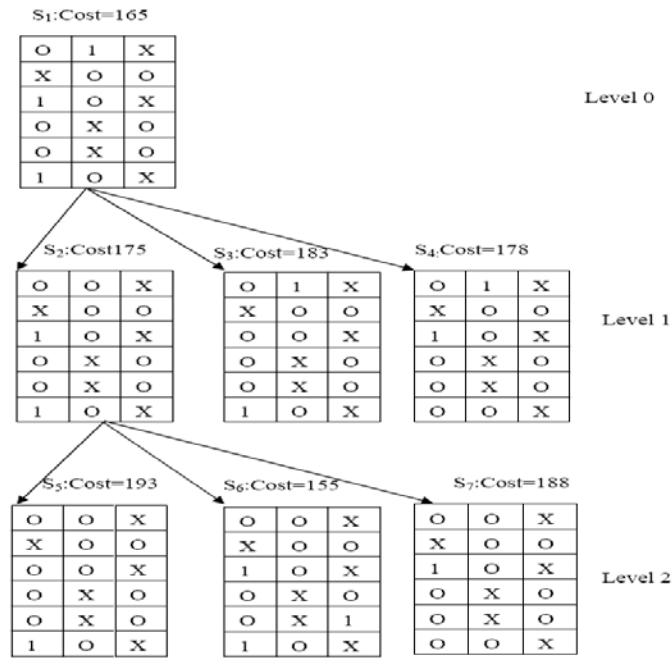 S1:Cost=165
O 1 X
X O O
1 O X
O X O
O X O
1 O X
Level 0
S2:Cost175 S3:Cost=183 S4:Cost=178
O O X O 1 X O 1 X
X O O X O O X O O
1 O X O O X 1 O X
O X O O X O O X O
O X O O X O O X O
1 O X 1 O X O O X
Level 1
S5:Cost=193 S6:Cost=155 S7:Cost=188
O O X O O X O O X
X O O X O O X O O
O O X 1 O X 1 O X
O X O O X O O X O
O X O O X 1 O X O
1 O X 1 O X O O X
Level 2